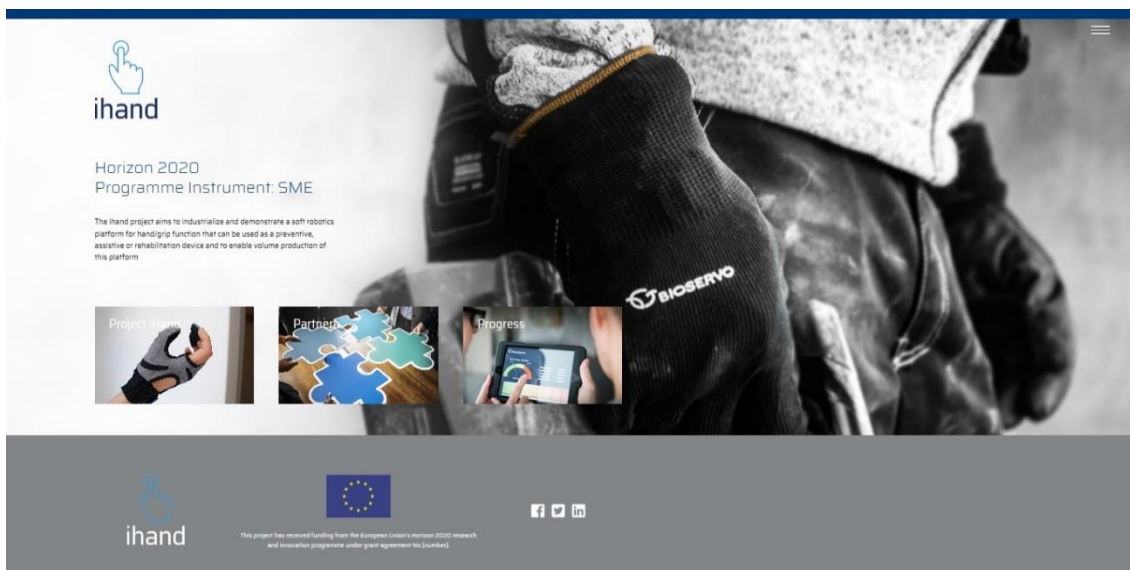 ihand
Horizon 2020
Programme Instrument: SME
The ihand project aims to industrialize and demonstrate a soft robotics
platform for hand/grip function that can be used as a preventive,
assistive or rehabilitation device and to enable volume production of
this platform
BIOSERVO
Project iHand
Partners
Progress
ihand
This project has received funding from the European Union's Horizon 2020 research
and innovation programme under grant agreement No [number].